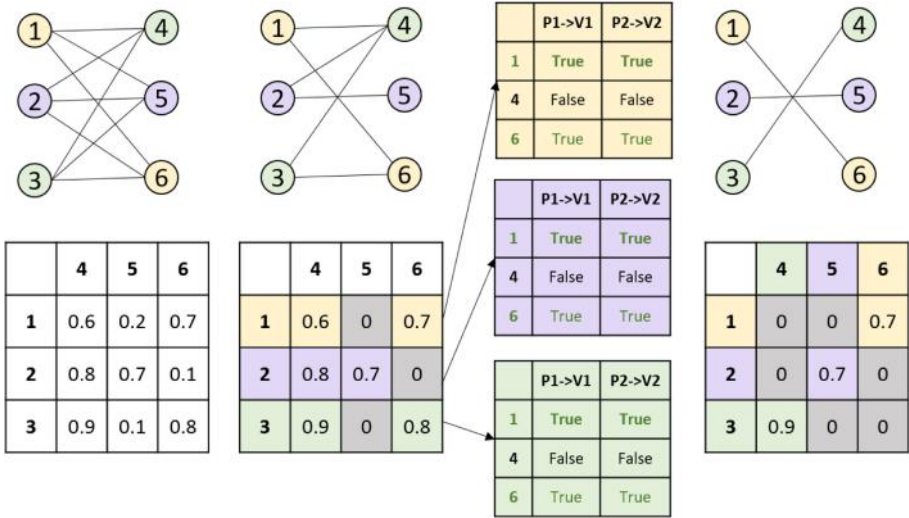 1 4
2 5
3 6
1 4
2 5
3 6
P1->V1 P2->V2
1 True True
4 False False
6 True True
P1->V1 P2->V2
1 True True
4 False False
6 True True
P1->V1 P2->V2
1 True True
4 False False
6 True True
1 4
2 5
3 6
4 5 6
1 0.6 0.2 0.7
2 0.8 0.7 0.1
3 0.9 0.1 0.8
4 5 6
1 0.6 0 0.7
2 0.8 0.7 0
3 0.9 0 0.8
4 5 6
1 0 0 0.7
2 0 0.7 0
3 0.9 0 0